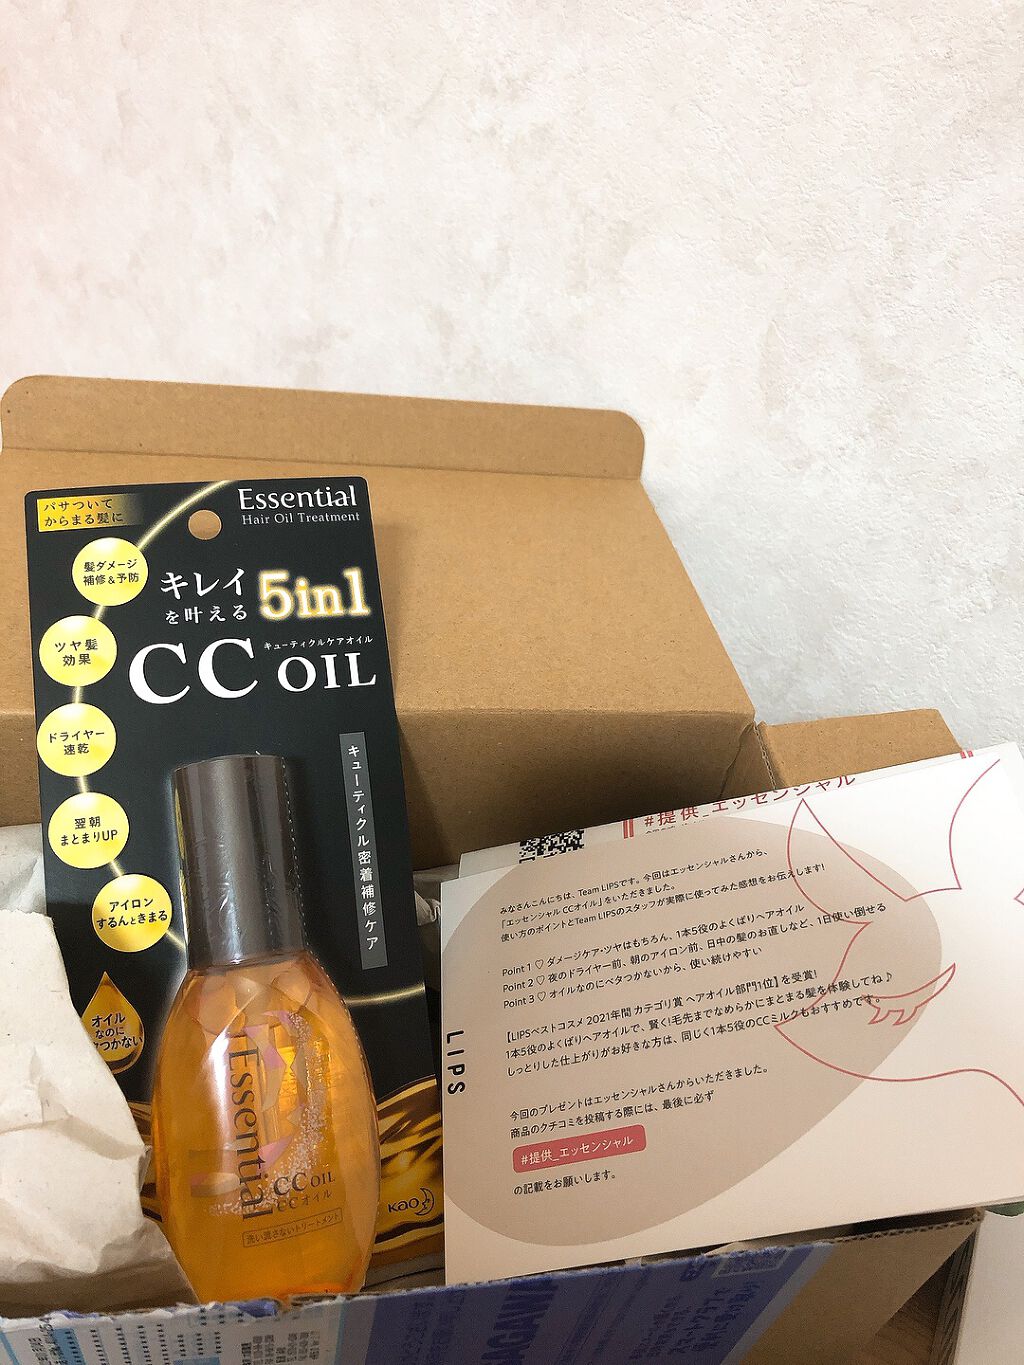 パサついて
からまる髪に
Essential
Hair Oil Treatment
髪ダメージ
補修&予防
キレイ
を叶える
5in1
キューティクルケアオイル
CC OIL
ツヤ髪
効果
ドライヤー
速乾
翌朝
まとまりUP
アイロン
するんときまる
オイル
なのに
つかない
キューティクル密着補修ケア
Essential
CC OIL
CCオイル
洗い流さないトリートメント
Kao
#提供_エッセンシャル
みなさんこんにちは、Team LIPSです。今回はエッセンシャルさんから、
「エッセンシャル CCオイル」をいただきました。
使い方のポイントとTeam LIPSのスタッフが実際に使ってみた感想をお伝えします!
Point 1 ♡ ダメージケア・ツヤはもちろん、1本5役のよくばりヘアオイル
Point 2 ♡ 夜のドライヤー前、朝のアイロン前、日中の髪のお直しなど、1日使い倒せる
Point 3 ♡ オイルなのにベタつかないから、使い続けやすい
【LIPSベストコスメ 2021年間 カテゴリ賞 ヘアオイル部門1位】を受賞!
1本5役のよくばりヘアオイルで、賢く!毛先までなめらかにまとまる髪を体験してね♪
しっとりした仕上がりがお好きな方は、同じく1本5役のCCミルクもおすすめです。
今回のプレゼントはエッセンシャルさんからいただきました。
商品のクチコミを投稿する際には、最後に必ず
#提供_エッセンシャル
の記載をお願いします。
LIPS